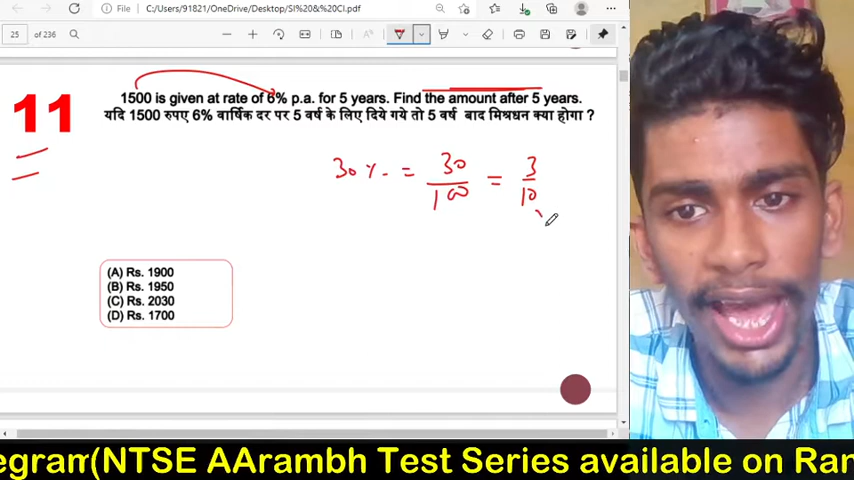 File
C:/Users/91821/OneDrive/Desktop/SI%20&%20CI.pdf
25 of 236
11
1500 is given at rate of 6% p.a. for 5 years. Find the amount after 5 years.
यदि 1500 रुपए 6% वार्षिक दर पर 5 वर्ष के लिए दिये गये तो 5 वर्ष बाद मिश्रधन क्या होगा ?
30 % = 30/100 = 3/10
(A) Rs. 1900
(B) Rs. 1950
(C) Rs. 2030
(D) Rs. 1700
egram(NTSE AArambh Test Series available on Ran